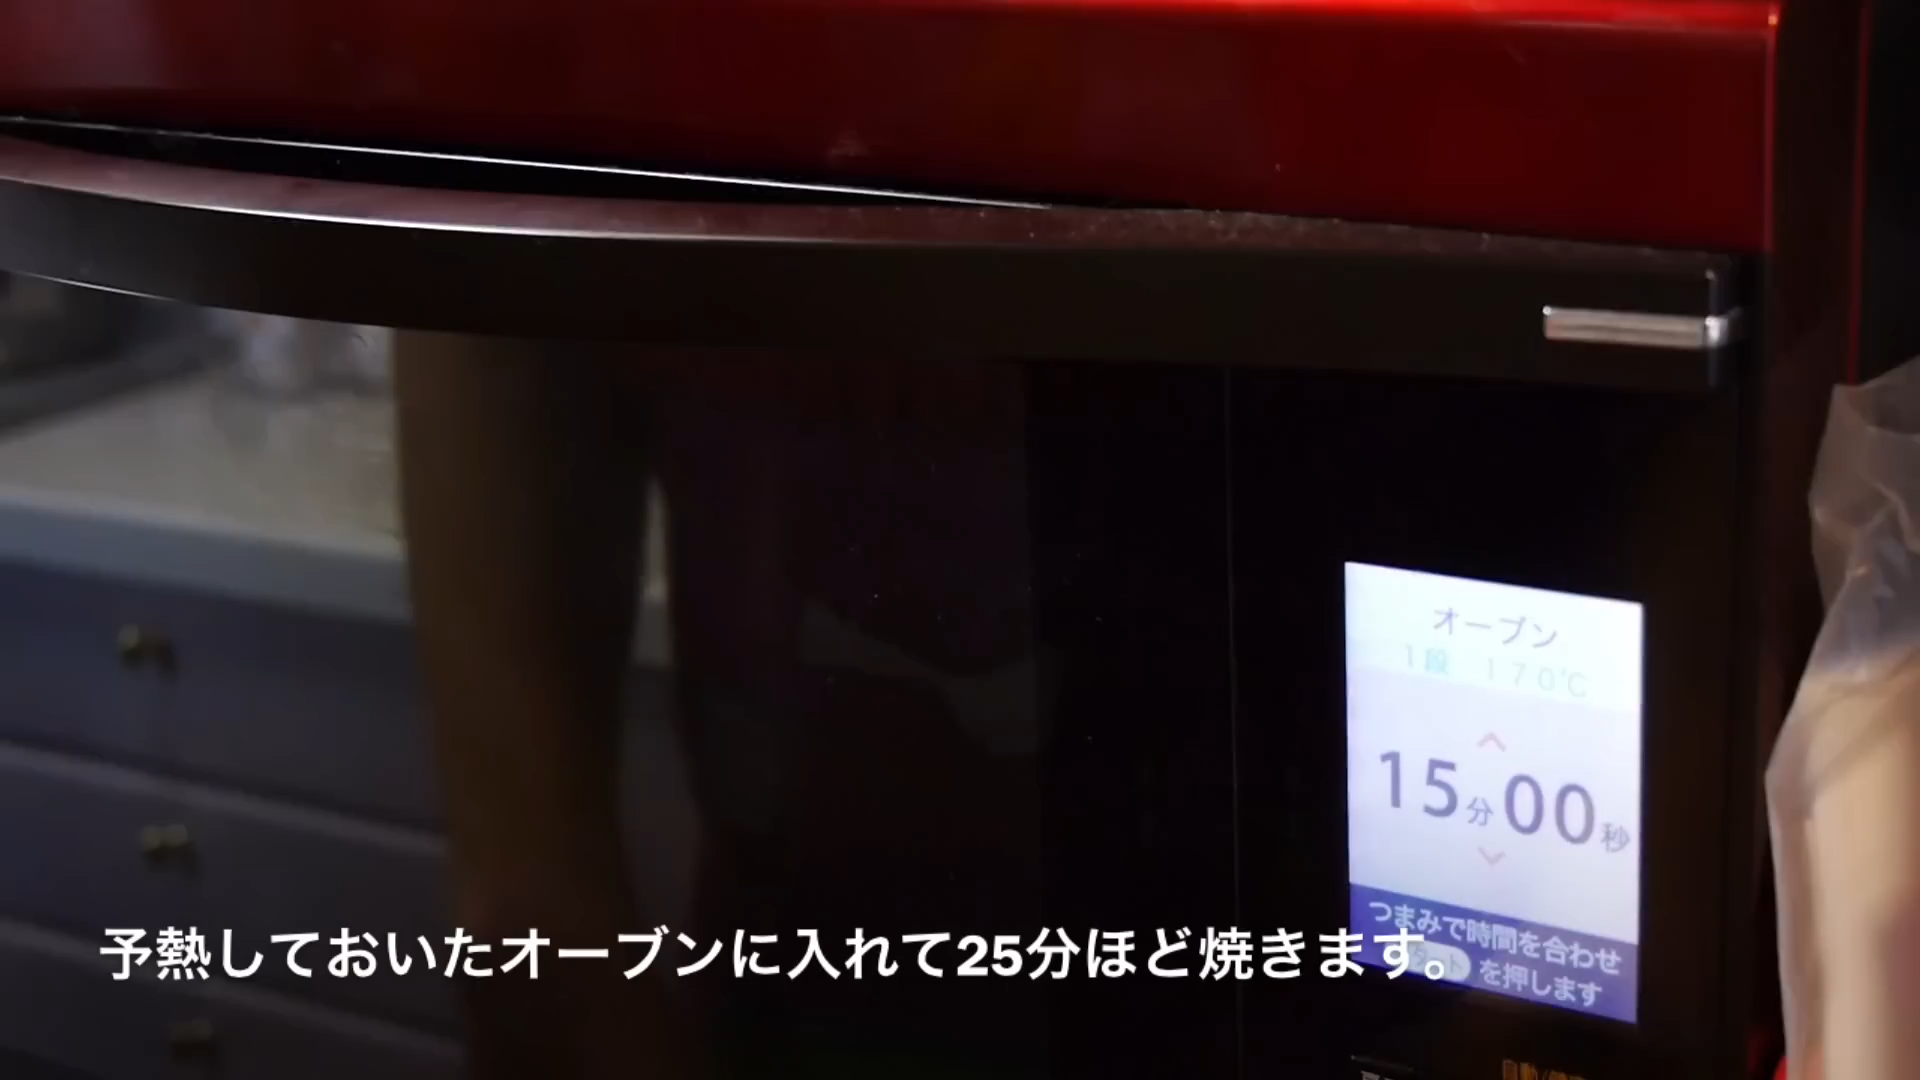 オーブン
1段 170℃
15分00秒
つまみで時間を合わせ
を押します
予熱しておいたオーブンに入れて25分ほど焼きます。